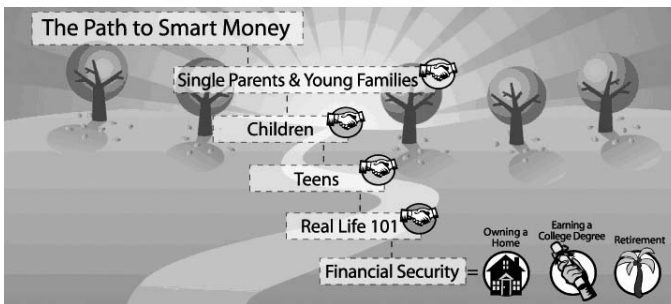 The Path to Smart Money
Single Parents & Young Families
Children
Teens
Real Life 101
Financial Security =
Owning a
Home
Earning a
College Degree
Retirement